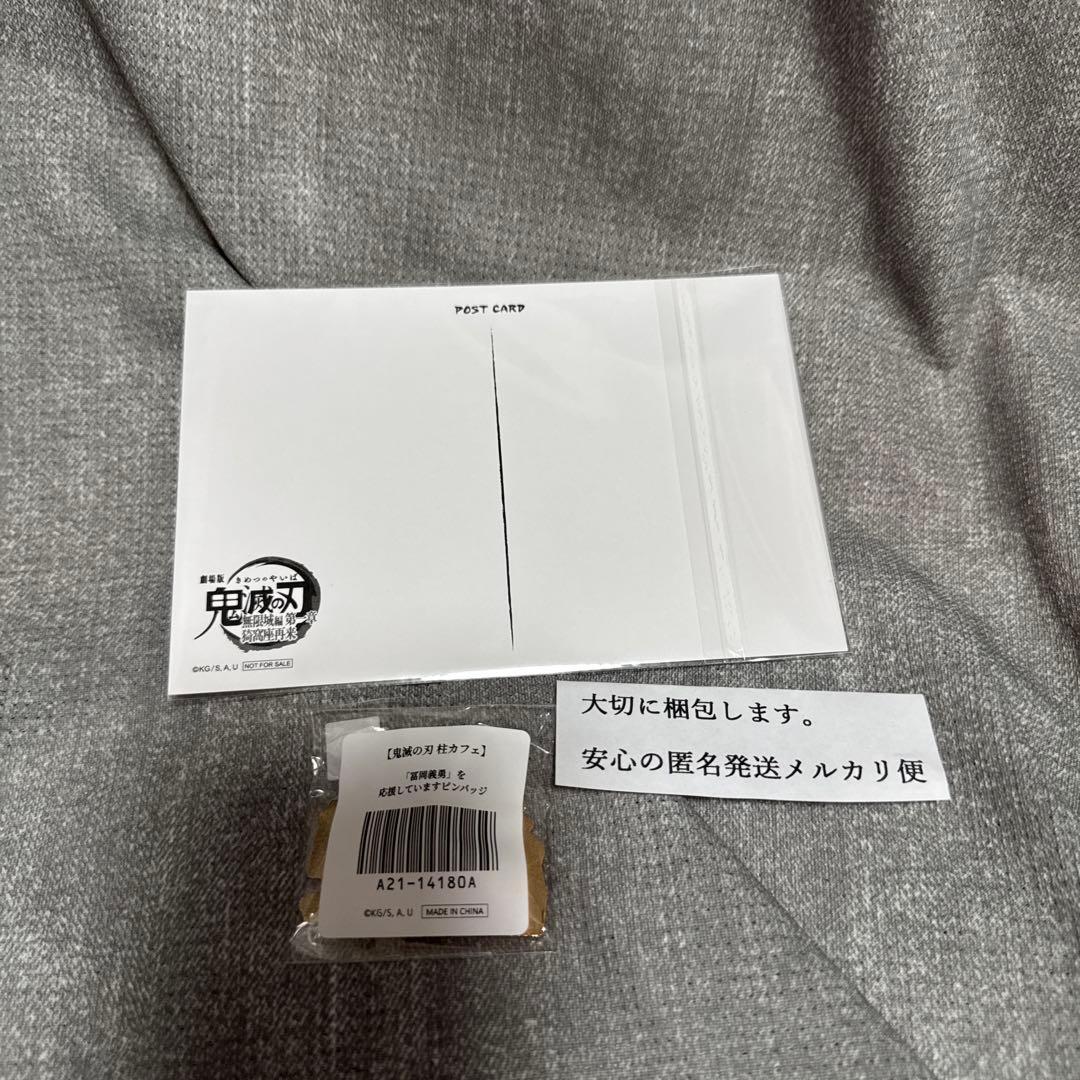 POST CARD
劇場版
きめつのやいば
鬼滅の刃
無限城編 第一章
猗窩座再来
©KG/S, A, U NOT FOR SALE
大切に梱包します。
安心の匿名発送メルカリ便
【鬼滅の刃 柱カフェ】
「冨岡義勇」を
応援していますピンバッジ
A21-14180A
©KG/S, A, U MADE IN CHINA